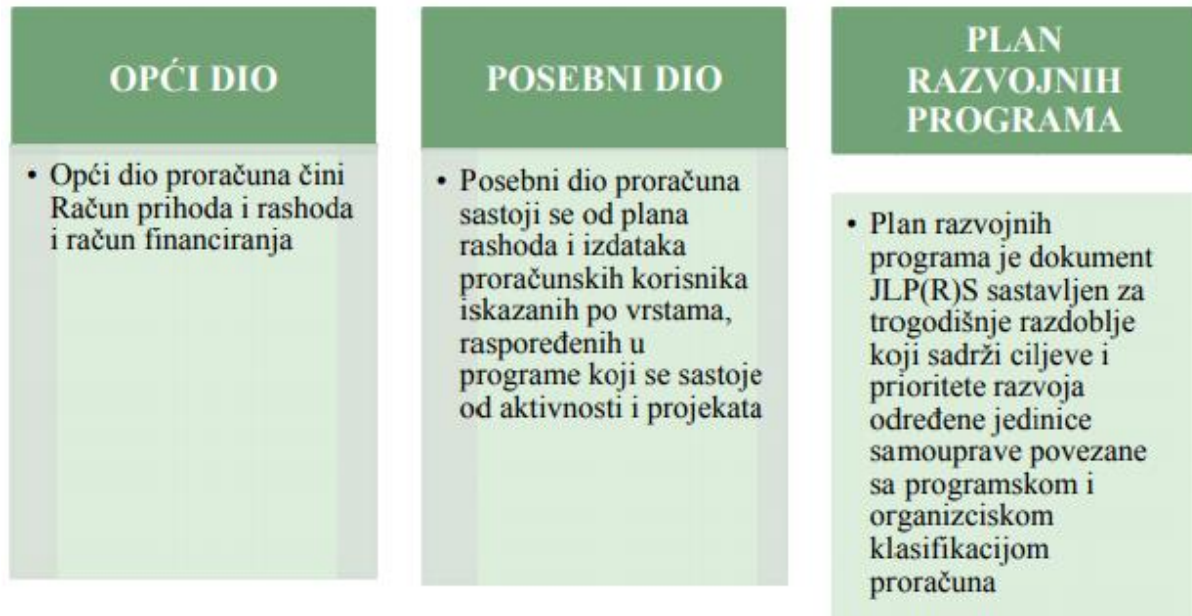 OPĆI DIO
• Opći dio proračuna čini
Račun prihoda i rashoda
i račun financiranja
POSEBNI DIO
• Posebni dio proračuna
sastoji se od plana
rashoda i izdataka
proračunskih korisnika
iskazanih po vrstama,
raspoređenih u
programe koji se sastoje
od aktivnosti i projekata
PLAN
RAZVOJNIH
PROGRAMA
• Plan razvojnih
programa je dokument
JLP(R)S sastavljen za
trogodišnje razdoblje
koji sadrži ciljeve i
prioritete razvoja
određene jedinice
samouprave povezane
sa programskom i
organizciskom
klasifikacijom
proračuna